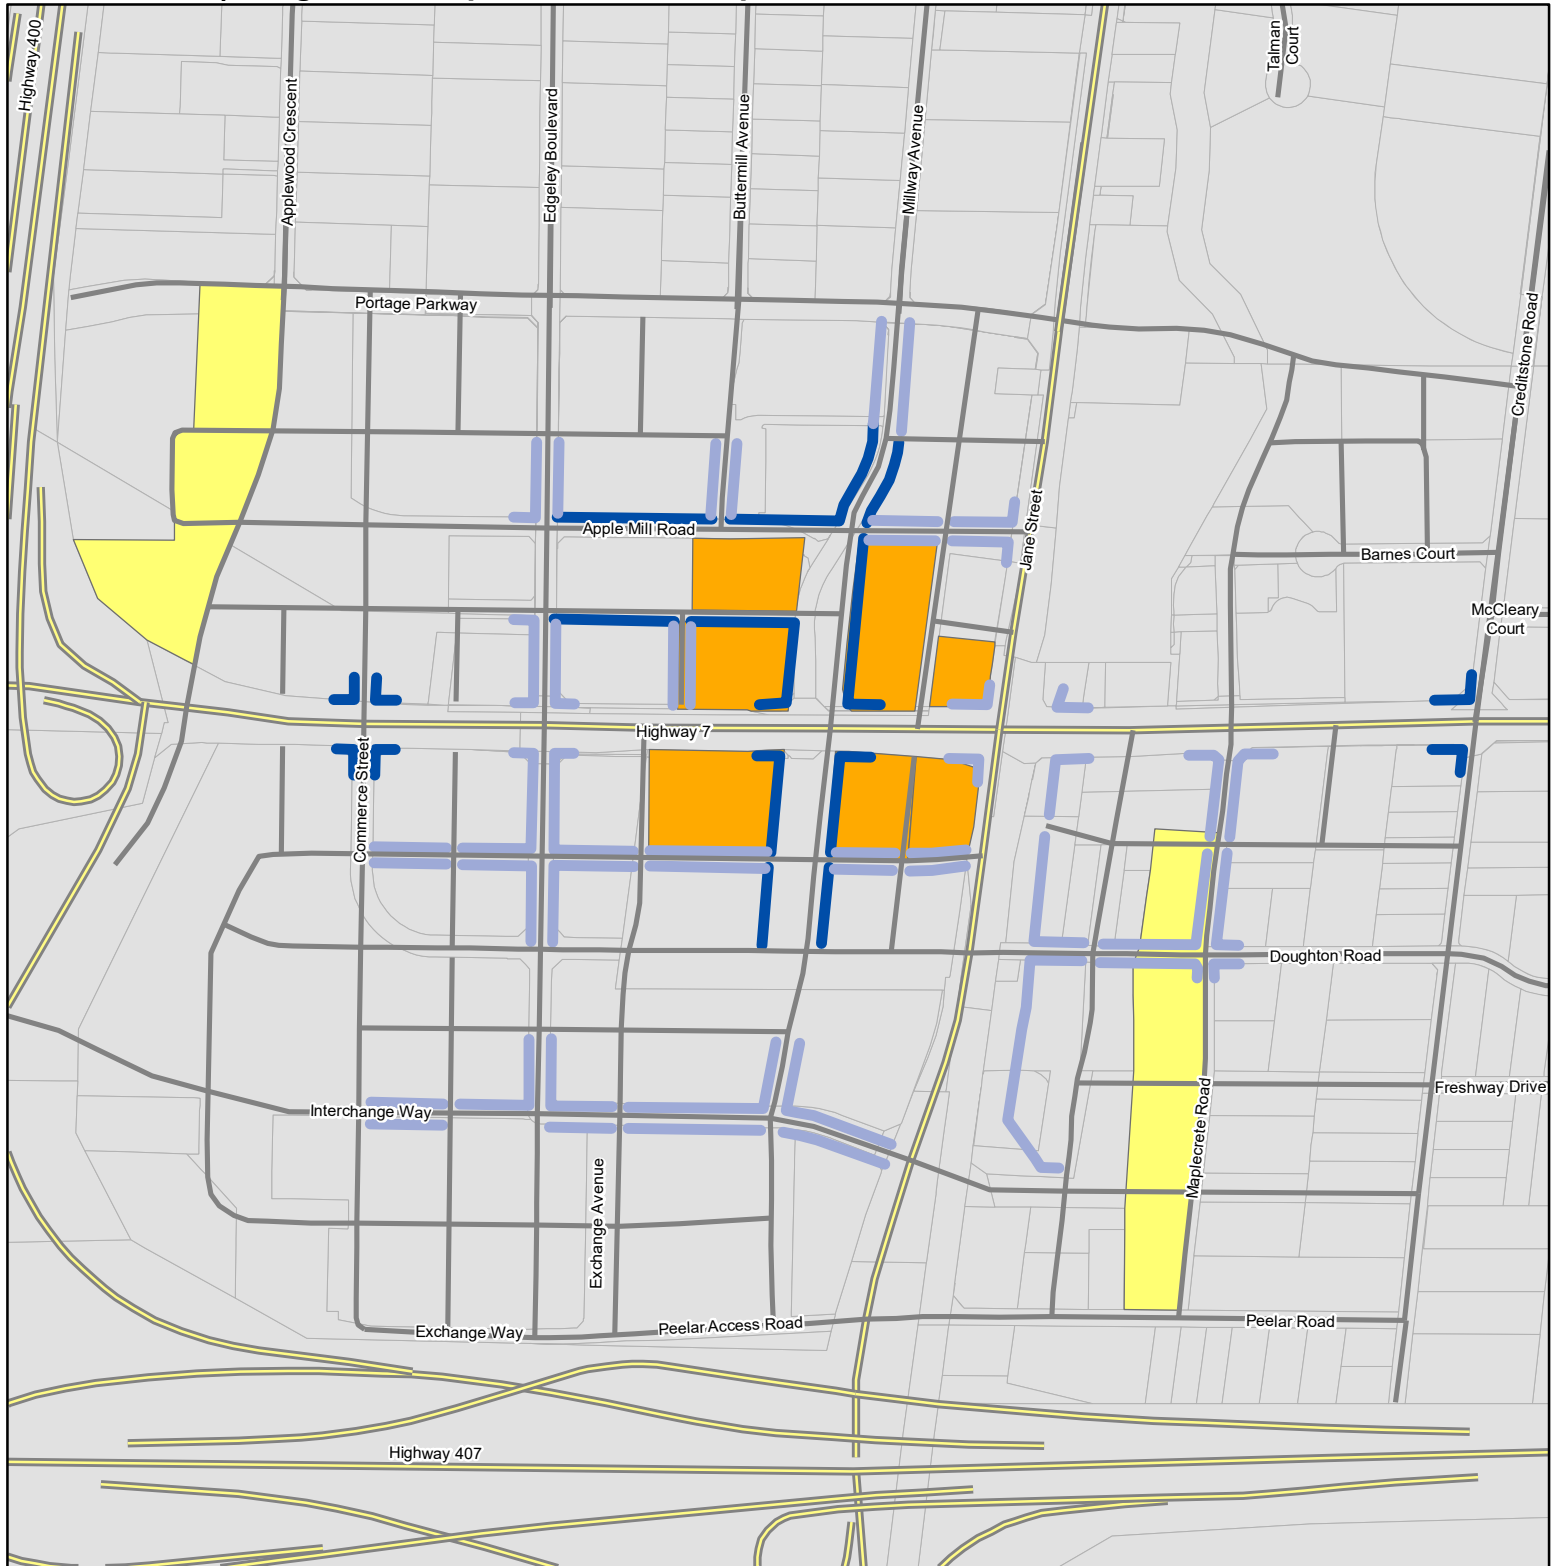 Highway 400
Applewood Crescent
Edgeley Boulevard
Buttermill Avenue
Millway Avenue
Talman
Court
Portage Parkway
Creditstone Road
Apple Mill Road
Jane Street
Barnes Court
McCleary
Court
Highway 7
Commerce Street
Doughton Road
Interchange Way
Freshway Drive
Maplecrete Road
Exchange Avenue
Exchange Way
Peelar Access Road
Peelar Road
Highway 407